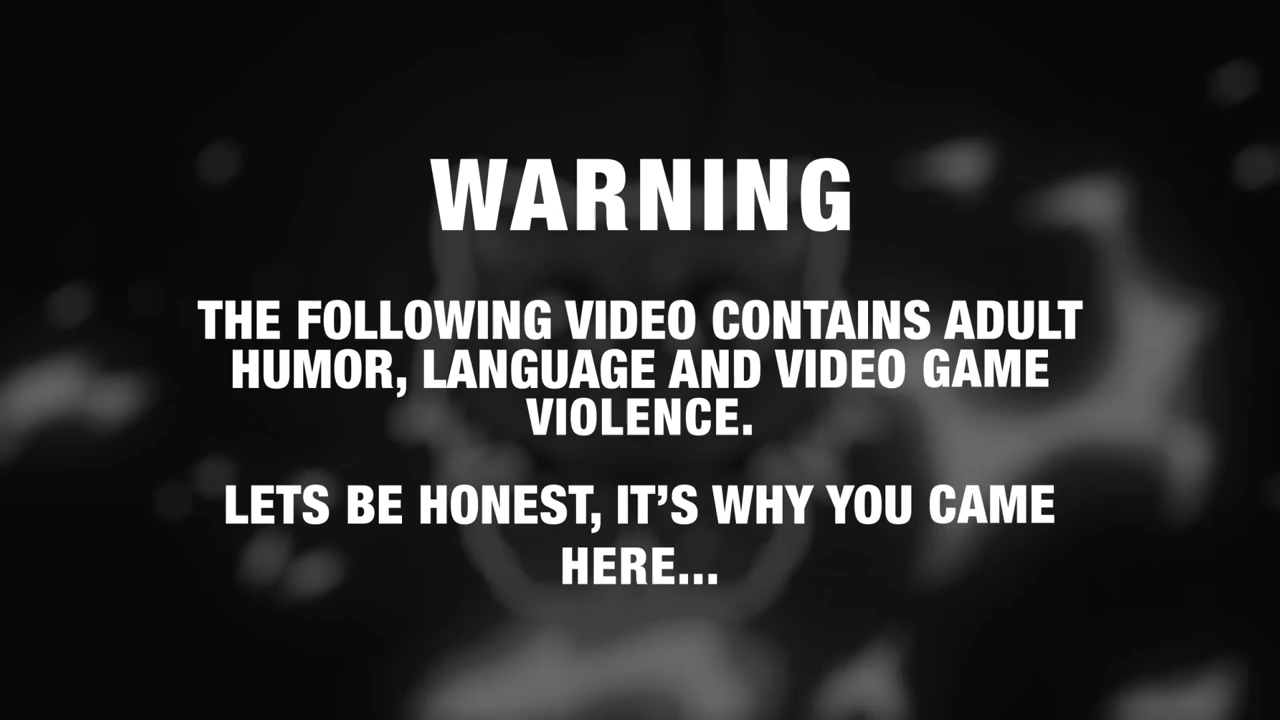 WARNING
THE FOLLOWING VIDEO CONTAINS ADULT
HUMOR, LANGUAGE AND VIDEO GAME
VIOLENCE.
LETS BE HONEST, IT’S WHY YOU CAME
HERE...